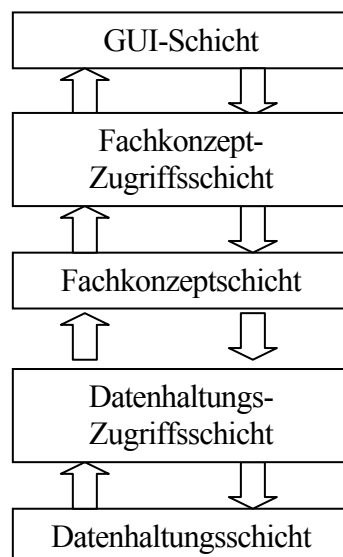 GUI-Schicht
Fachkonzept-
Zugriffsschicht
Fachkonzeptschicht
Datenhaltungs-
Zugriffsschicht
Datenhaltungsschicht